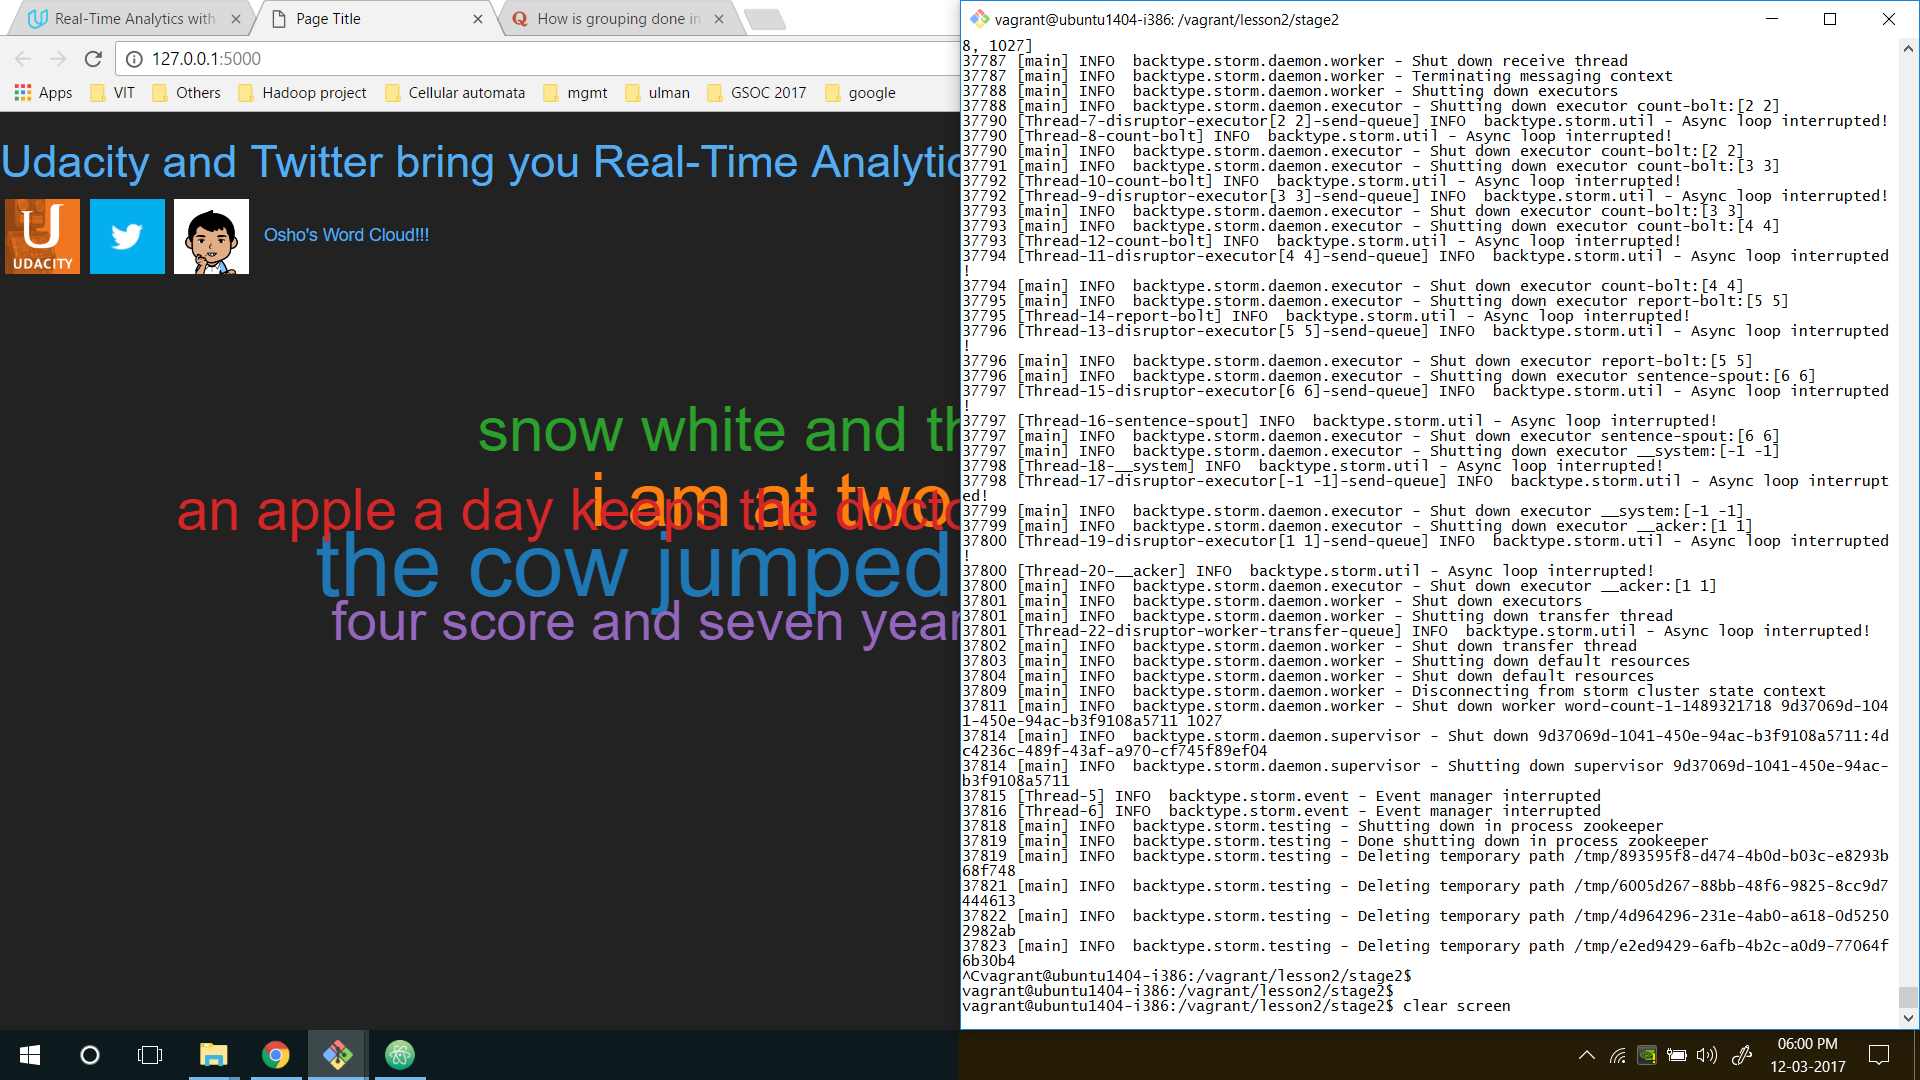 Real-Time Analytics with
Page Title
How is grouping done in
127.0.0.1:5000
Apps
VIT
Others
Hadoop project
Cellular automata
mgmt
ulman
GSOC 2017
google
Udacity and Twitter bring you Real-Time Analytic
UDACITY
Osho's Word Cloud!!!
snow white and th
i am at two
an apple a day keeps the docto
the cow jumped
four score and seven year
vagrant@ubuntu1404-i386: /vagrant/lesson2/stage2
8, 1027]
37787 [main] INFO  backtype.storm.daemon.worker - Shut down receive thread
37787 [main] INFO  backtype.storm.daemon.worker - Terminating messaging context
37788 [main] INFO  backtype.storm.daemon.worker - Shutting down executors
37788 [main] INFO  backtype.storm.daemon.executor - Shutting down executor count-bolt:[2 2]
37790 [Thread-7-disruptor-executor[2 2]-send-queue] INFO  backtype.storm.util - Async loop interrupted!
37790 [Thread-8-count-bolt] INFO  backtype.storm.util - Async loop interrupted!
37790 [main] INFO  backtype.storm.daemon.executor - Shut down executor count-bolt:[2 2]
37791 [main] INFO  backtype.storm.daemon.executor - Shutting down executor count-bolt:[3 3]
37792 [Thread-10-count-bolt] INFO  backtype.storm.util - Async loop interrupted!
37792 [Thread-9-disruptor-executor[3 3]-send-queue] INFO  backtype.storm.util - Async loop interrupted!
37793 [main] INFO  backtype.storm.daemon.executor - Shut down executor count-bolt:[3 3]
37793 [main] INFO  backtype.storm.daemon.executor - Shutting down executor count-bolt:[4 4]
37793 [Thread-12-count-bolt] INFO  backtype.storm.util - Async loop interrupted!
37794 [Thread-11-disruptor-executor[4 4]-send-queue] INFO  backtype.storm.util - Async loop interrupted
!
37794 [main] INFO  backtype.storm.daemon.executor - Shut down executor count-bolt:[4 4]
37795 [main] INFO  backtype.storm.daemon.executor - Shutting down executor report-bolt:[5 5]
37795 [Thread-14-report-bolt] INFO  backtype.storm.util - Async loop interrupted!
37796 [Thread-13-disruptor-executor[5 5]-send-queue] INFO  backtype.storm.util - Async loop interrupted
!
37796 [main] INFO  backtype.storm.daemon.executor - Shut down executor report-bolt:[5 5]
37796 [main] INFO  backtype.storm.daemon.executor - Shutting down executor sentence-spout:[6 6]
37797 [Thread-15-disruptor-executor[6 6]-send-queue] INFO  backtype.storm.util - Async loop interrupted
!
37797 [Thread-16-sentence-spout] INFO  backtype.storm.util - Async loop interrupted!
37797 [main] INFO  backtype.storm.daemon.executor - Shut down executor sentence-spout:[6 6]
37797 [main] INFO  backtype.storm.daemon.executor - Shutting down executor __system:[-1 -1]
37798 [Thread-18-__system] INFO  backtype.storm.util - Async loop interrupted!
37798 [Thread-17-disruptor-executor[-1 -1]-send-queue] INFO  backtype.storm.util - Async loop interrupt
ed!
37799 [main] INFO  backtype.storm.daemon.executor - Shut down executor __system:[-1 -1]
37799 [main] INFO  backtype.storm.daemon.executor - Shutting down executor __acker:[1 1]
37800 [Thread-19-disruptor-executor[1 1]-send-queue] INFO  backtype.storm.util - Async loop interrupted
!
37800 [Thread-20-__acker] INFO  backtype.storm.util - Async loop interrupted!
37800 [main] INFO  backtype.storm.daemon.executor - Shut down executor __acker:[1 1]
37801 [main] INFO  backtype.storm.daemon.worker - Shut down executors
37801 [main] INFO  backtype.storm.daemon.worker - Shutting down transfer thread
37801 [Thread-22-disruptor-worker-transfer-queue] INFO  backtype.storm.util - Async loop interrupted!
37802 [main] INFO  backtype.storm.daemon.worker - Shut down transfer thread
37803 [main] INFO  backtype.storm.daemon.worker - Shutting down default resources
37804 [main] INFO  backtype.storm.daemon.worker - Shut down default resources
37809 [main] INFO  backtype.storm.daemon.worker - Disconnecting from storm cluster state context
37811 [main] INFO  backtype.storm.daemon.worker - Shut down worker word-count-1-1489321718 9d37069d-104
1-450e-94ac-b3f9108a5711 1027
37814 [main] INFO  backtype.storm.daemon.supervisor - Shut down 9d37069d-1041-450e-94ac-b3f9108a5711:4d
c4236c-489f-43af-a970-cf745f89ef04
37814 [main] INFO  backtype.storm.daemon.supervisor - Shutting down supervisor 9d37069d-1041-450e-94ac-
b3f9108a5711
37815 [Thread-5] INFO  backtype.storm.event - Event manager interrupted
37816 [Thread-6] INFO  backtype.storm.event - Event manager interrupted
37818 [main] INFO  backtype.storm.testing - Shutting down in process zookeeper
37819 [main] INFO  backtype.storm.testing - Done shutting down in process zookeeper
37819 [main] INFO  backtype.storm.testing - Deleting temporary path /tmp/893595f8-d474-4b0d-b03c-e8293b
68f748
37821 [main] INFO  backtype.storm.testing - Deleting temporary path /tmp/6005d267-88bb-48f6-9825-8cc9d7
444613
37822 [main] INFO  backtype.storm.testing - Deleting temporary path /tmp/4d964296-231e-4ab0-a618-0d5250
2982ab
37823 [main] INFO  backtype.storm.testing - Deleting temporary path /tmp/e2ed9429-6afb-4b2c-a0d9-77064f
6b30b4
^Cvagrant@ubuntu1404-i386:/vagrant/lesson2/stage2$
vagrant@ubuntu1404-i386:/vagrant/lesson2/stage2$
vagrant@ubuntu1404-i386:/vagrant/lesson2/stage2$ clear screen
06:00 PM
12-03-2017